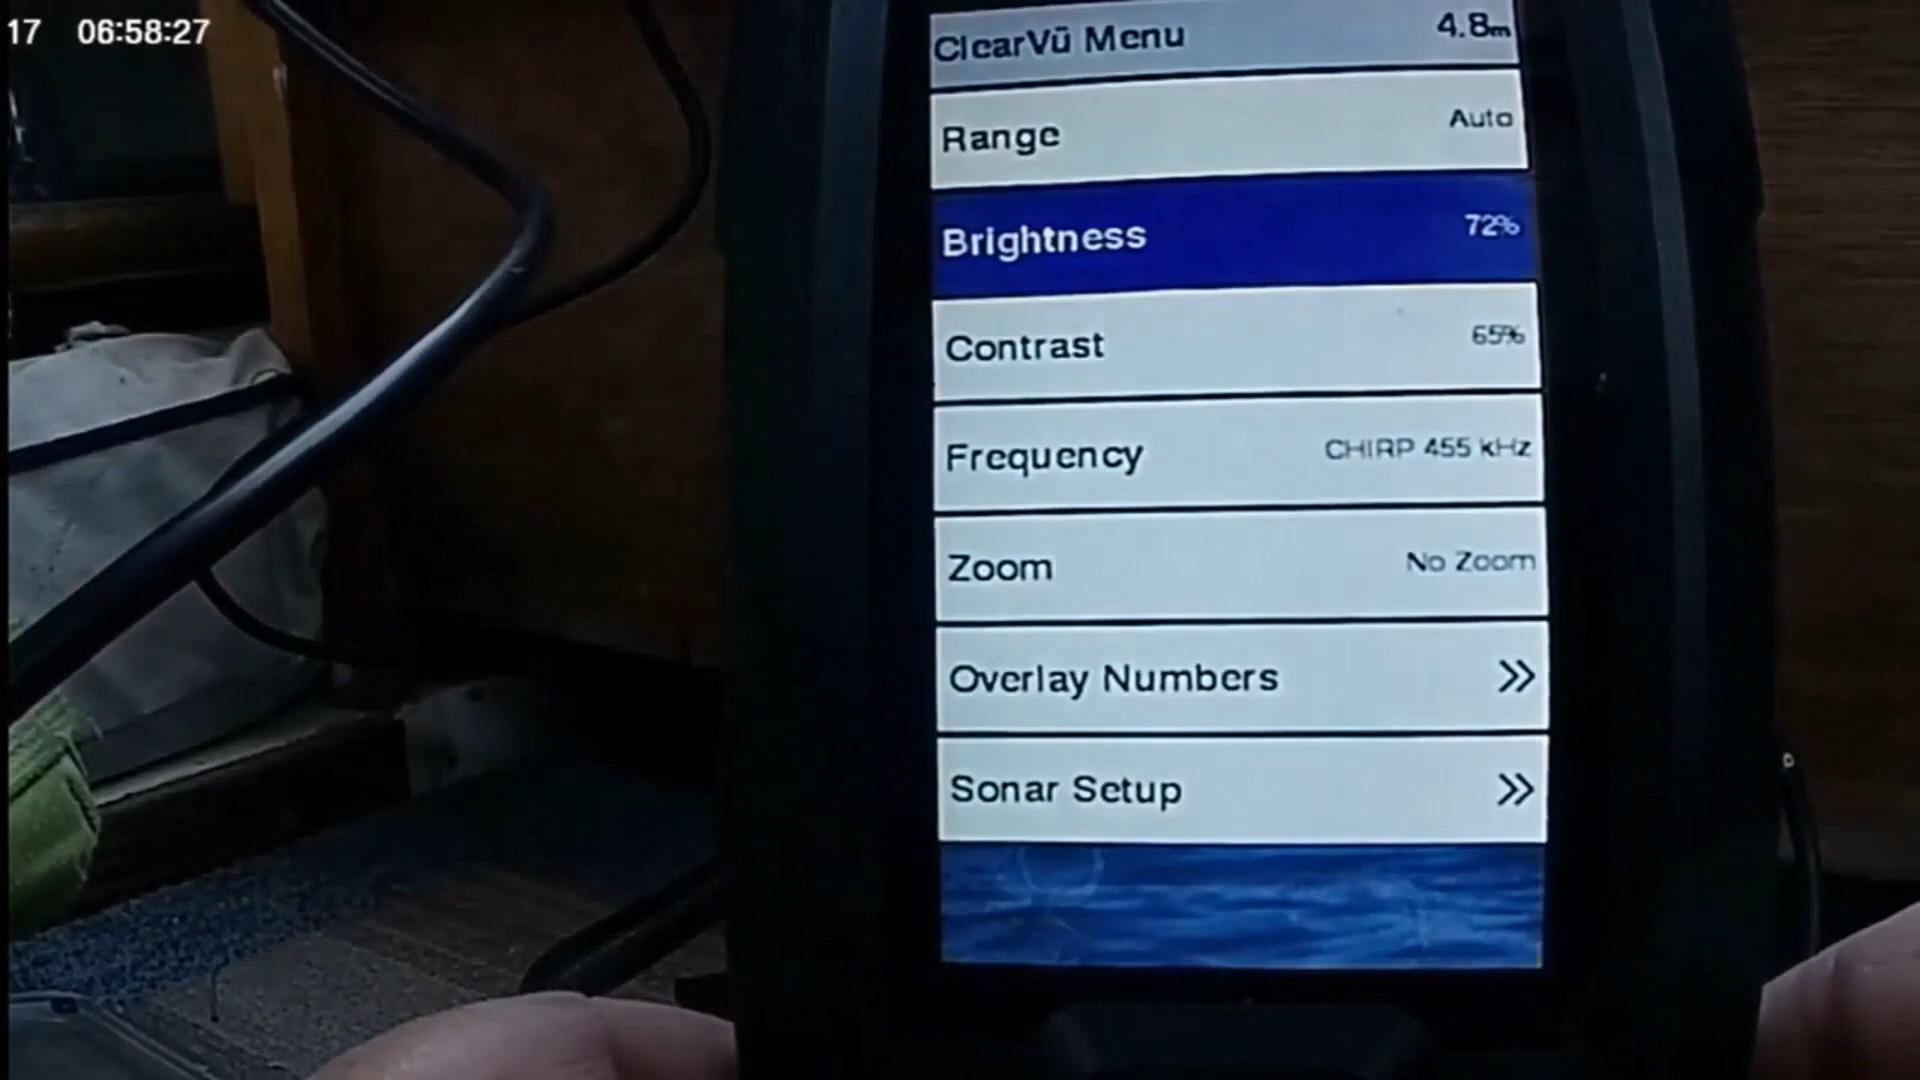 17 06:58:27
ClearVü Menu 4.8m
Range Auto
Brightness 72%
Contrast 65%
Frequency CHIRP 455 kHz
Zoom No Zoom
Overlay Numbers >>
Sonar Setup >>